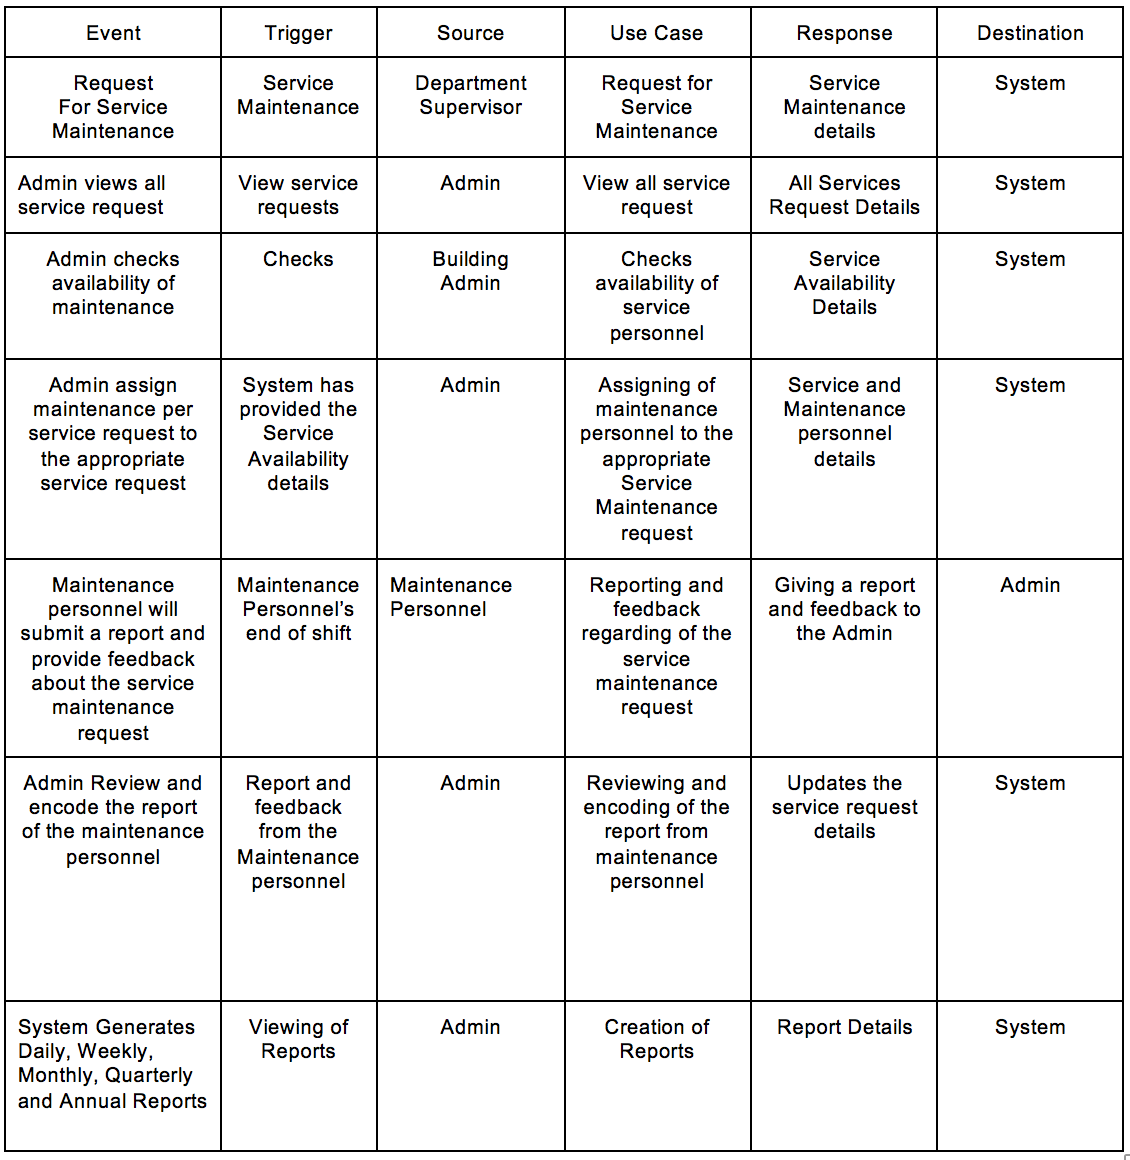 Event
Trigger
Source
Use Case
Response
Destination
Request
For Service
Maintenance
Service
Maintenance
Department
Supervisor
Request for
Service
Maintenance
Service
Maintenance
details
System
Admin views all
service request
View service
requests
Admin
View all service
request
All Services
Request Details
System
Admin checks
availability of
maintenance
Checks
Building
Admin
Checks
availability of
service
personnel
Service
Availability
Details
System
Admin assign
maintenance per
service request to
the appropriate
service request
System has
provided the
Service
Availability
details
Admin
Assigning of
maintenance
personnel to the
appropriate
Service
Maintenance
request
Service and
Maintenance
personnel
details
System
Maintenance
personnel will
submit a report and
provide feedback
about the service
maintenance
request
Maintenance
Personnel’s
end of shift
Maintenance
Personnel
Reporting and
feedback
regarding of the
service
maintenance
request
Giving a report
and feedback to
the Admin
Admin
Admin Review and
encode the report
of the maintenance
personnel
Report and
feedback
from the
Maintenance
personnel
Admin
Reviewing and
encoding of the
report from
maintenance
personnel
Updates the
service request
details
System
System Generates
Daily, Weekly,
Monthly, Quarterly
and Annual Reports
Viewing of
Reports
Admin
Creation of
Reports
Report Details
System